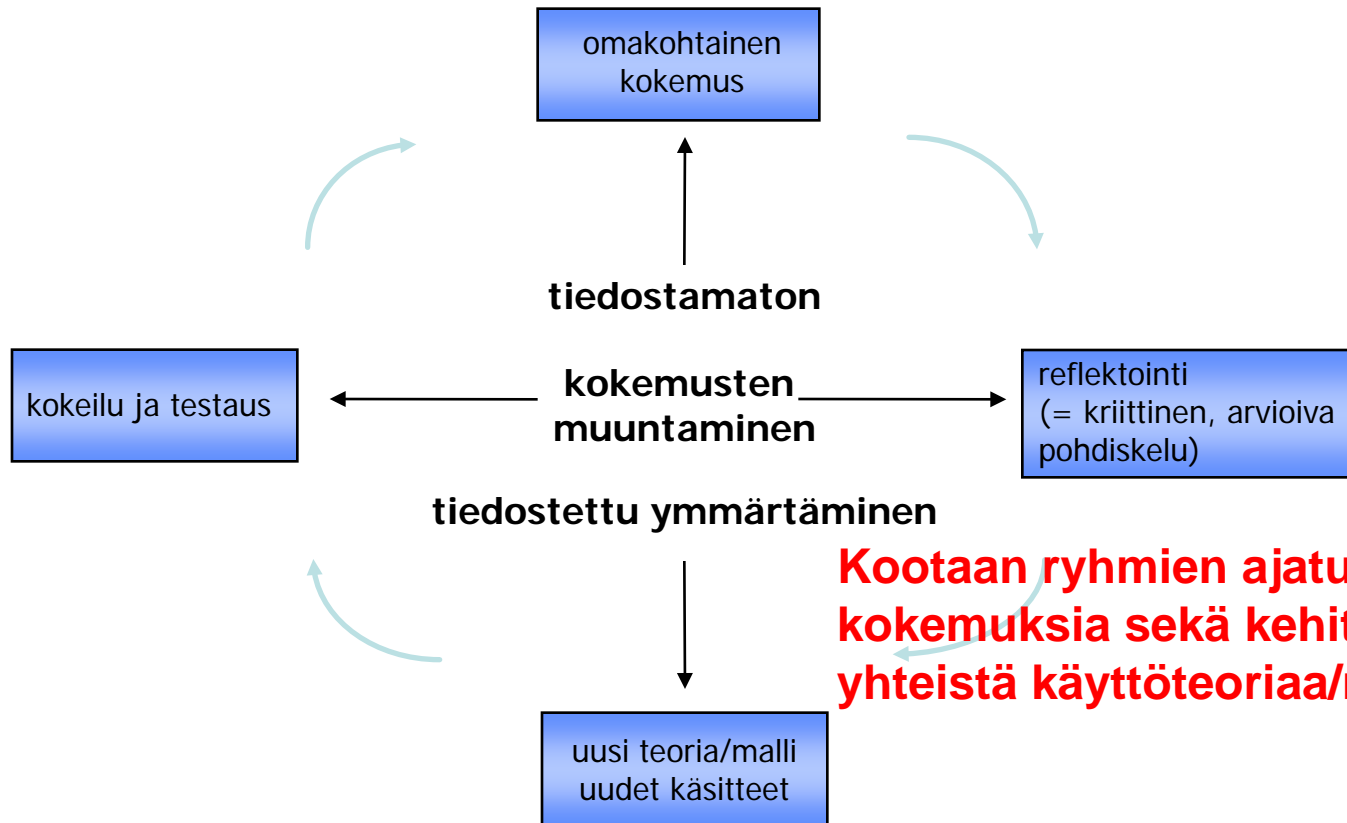 omakohtainen
kokemus
tiedostamaton
kokeilu ja testaus
kokemusten
muuntaminen
reflektointi
(= kriittinen, arvioiva
pohdiskelu)
tiedostettu ymmärtäminen
Kootaan ryhmien
kokemuksia sekä
yhteistä
uusi teoria/malli
uudet käsitteet